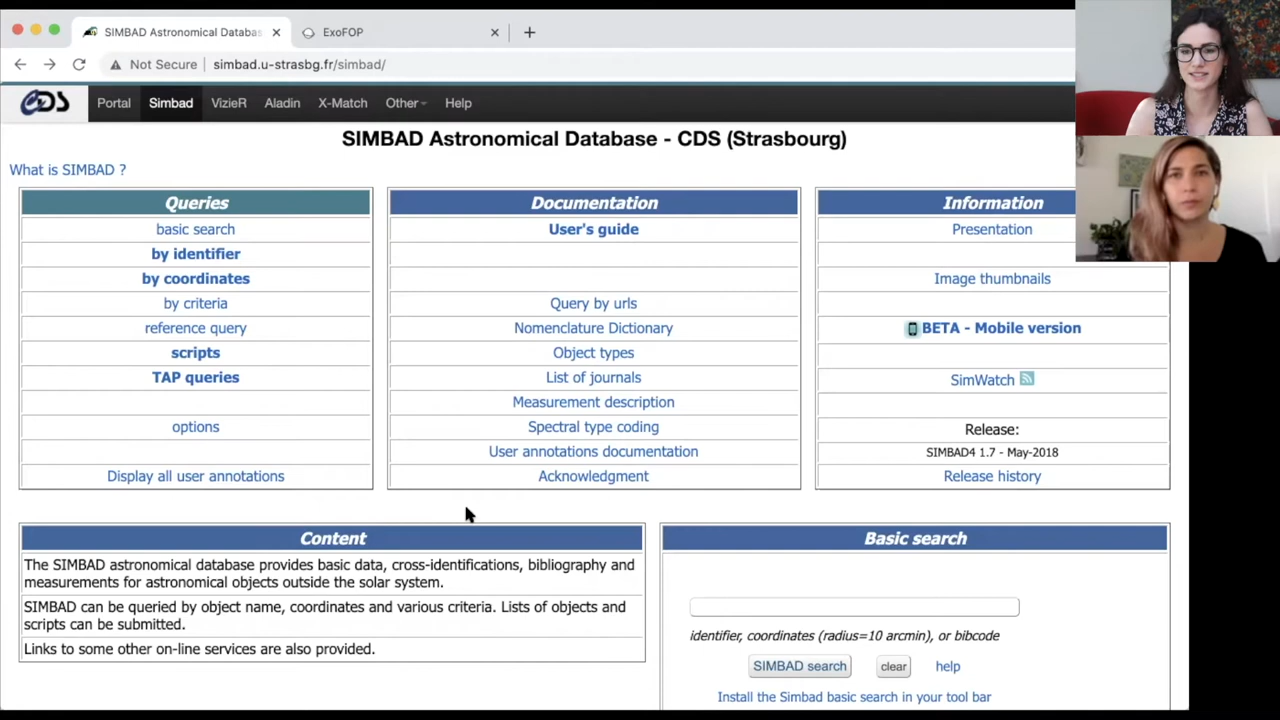 SIMBAD Astronomical Databas
ExoFOP
Not Secure
simbad.u-strasbg.fr/simbad/
CDS
Portal
Simbad
VizieR
Aladin
X-Match
Other
Help
SIMBAD Astronomical Database - CDS (Strasbourg)
What is SIMBAD ?
Queries
basic search
by identifier
by coordinates
by criteria
reference query
scripts
TAP queries
options
Display all user annotations
Documentation
User's guide
Query by urls
Nomenclature Dictionary
Object types
List of journals
Measurement description
Spectral type coding
User annotations documentation
Acknowledgment
Information
Presentation
Image thumbnails
BETA - Mobile version
SimWatch
Release:
SIMBAD4 1.7 - May-2018
Release history
Content
The SIMBAD astronomical database provides basic data, cross-identifications, bibliography and
measurements for astronomical objects outside the solar system.
SIMBAD can be queried by object name, coordinates and various criteria. Lists of objects and
scripts can be submitted.
Links to some other on-line services are also provided.
Basic search
identifier, coordinates (radius=10 arcmin), or bibcode
SIMBAD search
clear
help
Install the Simbad basic search in your tool bar